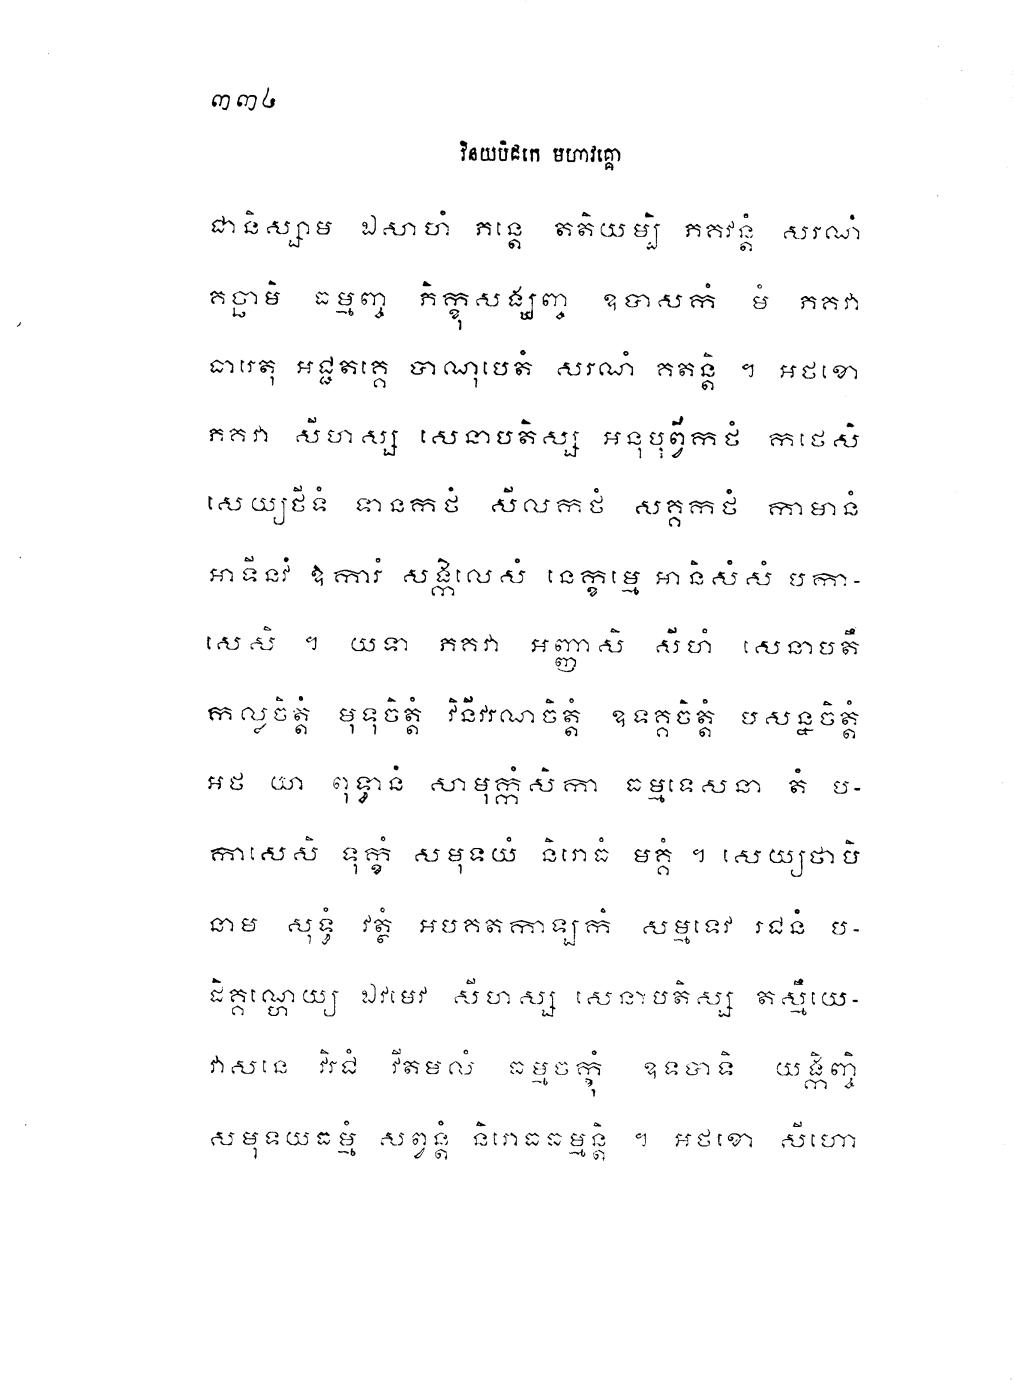 ៣៣៤
វិនយបិដកេ មហាវគ្គោ
ជានិស្សាម ឯសាហំ ភន្តេ តតិយម្បិ ភគវន្តំ សរណំ
គច្ឆាមិ ធម្មញ្ច ភិក្ខុសង្ឃញ្ច ឧបាសកំ មំ ភគវា
ធារេតុ អជ្ជតគ្គេ បាណុបេតំ សរណំ គតន្តិ ។ អថខោ
ភគវា សីហស្ស សេនាបតិស្ស អនុបុព្វីកថំ កថេសិ
សេយ្យថីទំ ទានកថំ សីលកថំ សគ្គកថំ កាមានំ
អាទីនវំ ឱការំ សង្កិលេសំ នេក្ខម្មេ អានិសំសំ បកា-
សេសិ ។ យទា ភគវា អញ្ញាសិ សីហំ សេនាបតឹ
កល្លចិត្តំ មុទុចិត្តំ វិនីវរណចិត្តំ ឧទគ្គចិត្តំ បសន្នចិត្តំ
អថ យា ពុទ្ធានំ សាមុក្កំសិកា ធម្មទេសនា តំ ប-
កាសេសិ ទុក្ខំ សមុទយំ និរោធំ មគ្គំ ។ សេយ្យថាបិ
នាម សុទ្ធំ វត្ថំ អបគតកាឡកំ សម្មទេវ រជនំ ប-
ដិគ្គណ្ហេយ្យ ឯវមេវ សីហស្ស សេនាបតិស្ស តស្មឹយេ-
វាសនេ វិរជំ វីតមលំ ធម្មចក្ខុំ ឧទបាទិ យង្កិញ្ចិ
សមុទយធម្មំ សព្វន្តំ និរោធធម្មន្តិ ។ អថខោ សីហោ